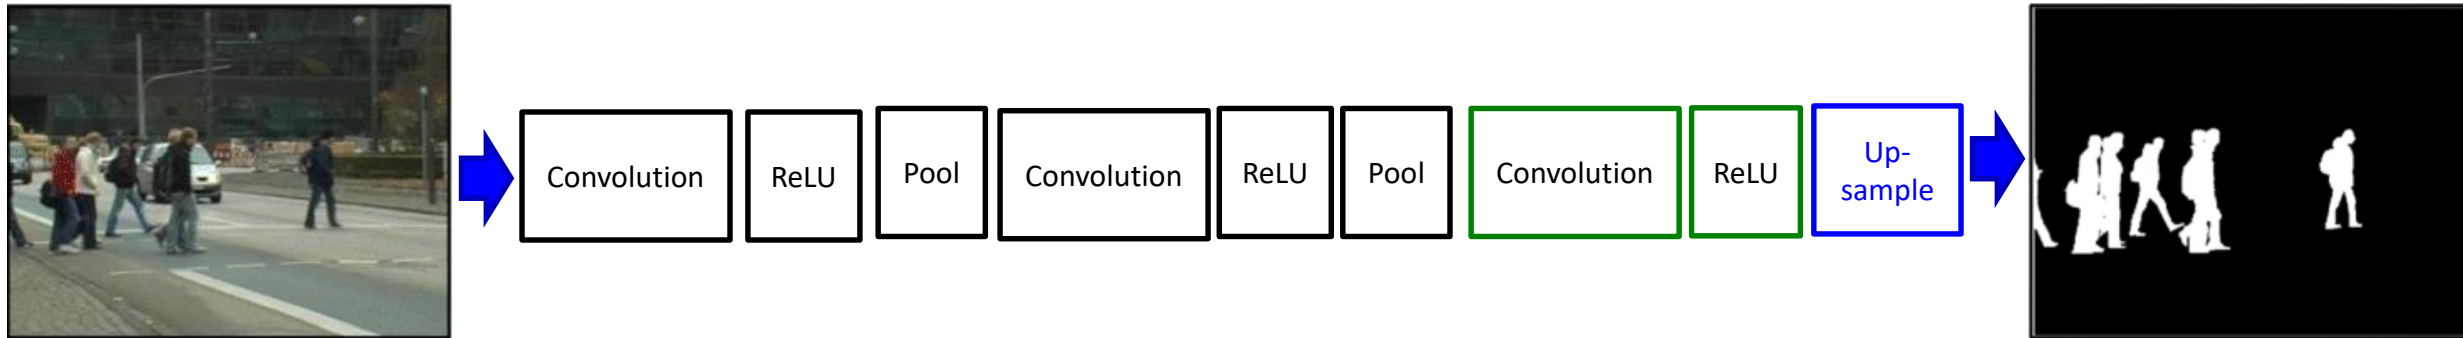 Convolution
ReLU
Pool
Convolution
ReLU
Pool
Convolution
ReLU
Up-
sample